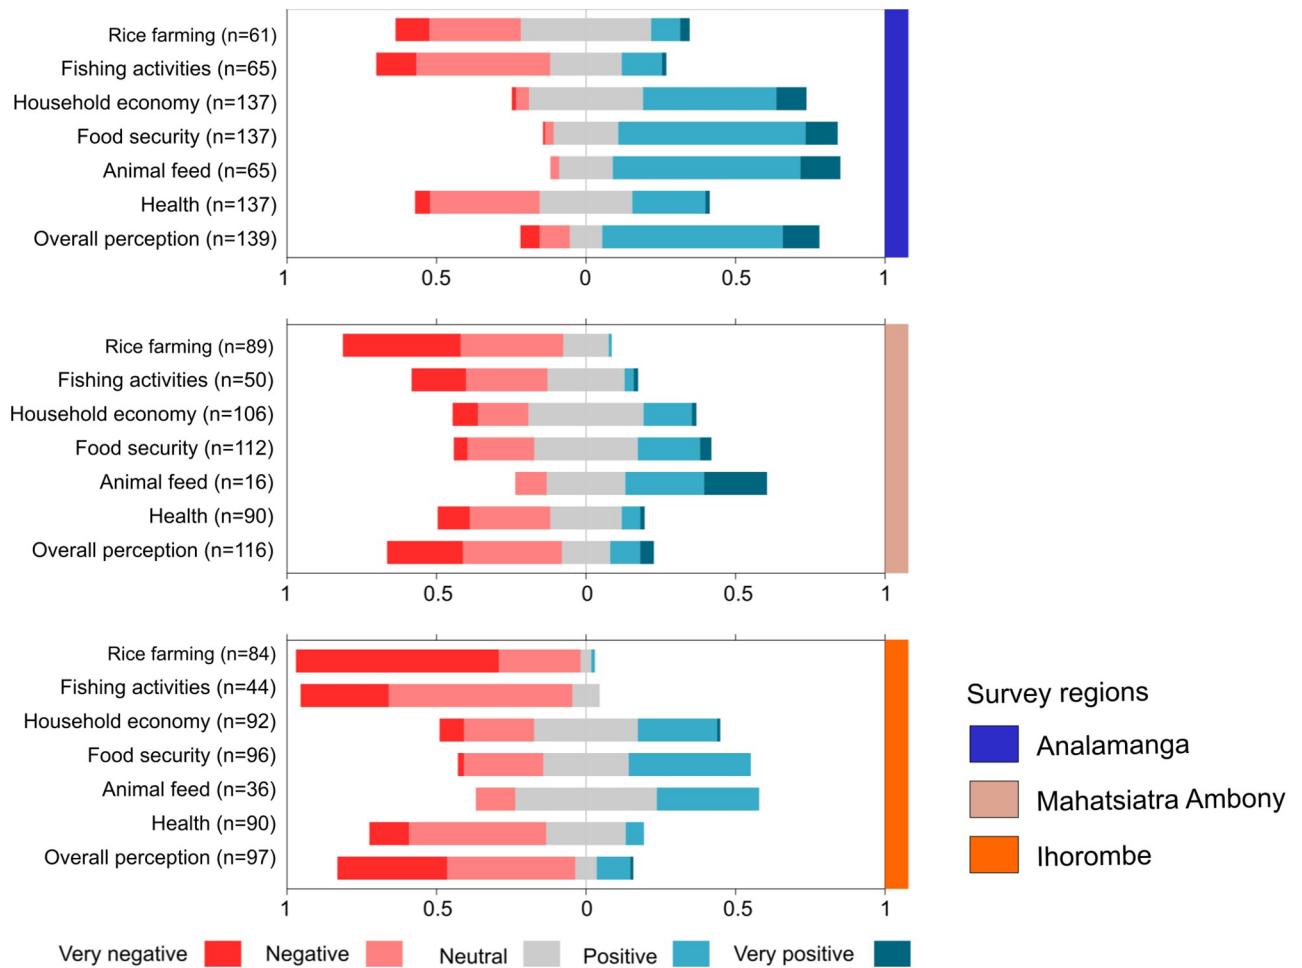 Rice farming (n=61)
Fishing activities (n=65)
Household economy (n=137)
Food security (n=137)
Animal feed (n=65)
Health (n=137)
Overall perception (n=139)
1 0.5 0 0.5 1
Rice farming (n=89)
Fishing activities (n=50)
Household economy (n=106)
Food security (n=112)
Animal feed (n=16)
Health (n=90)
Overall perception (n=116)
1 0.5 0 0.5 1
Rice farming (n=84)
Fishing activities (n=44)
Household economy (n=92)
Food security (n=96)
Animal feed (n=36)
Health (n=90)
Overall perception (n=97)
1 0.5 0 0.5 1
Survey regions
Analamanga
Mahatsiatra Ambony
Ihorombe
Very negative Negative Neutral Positive Very positive